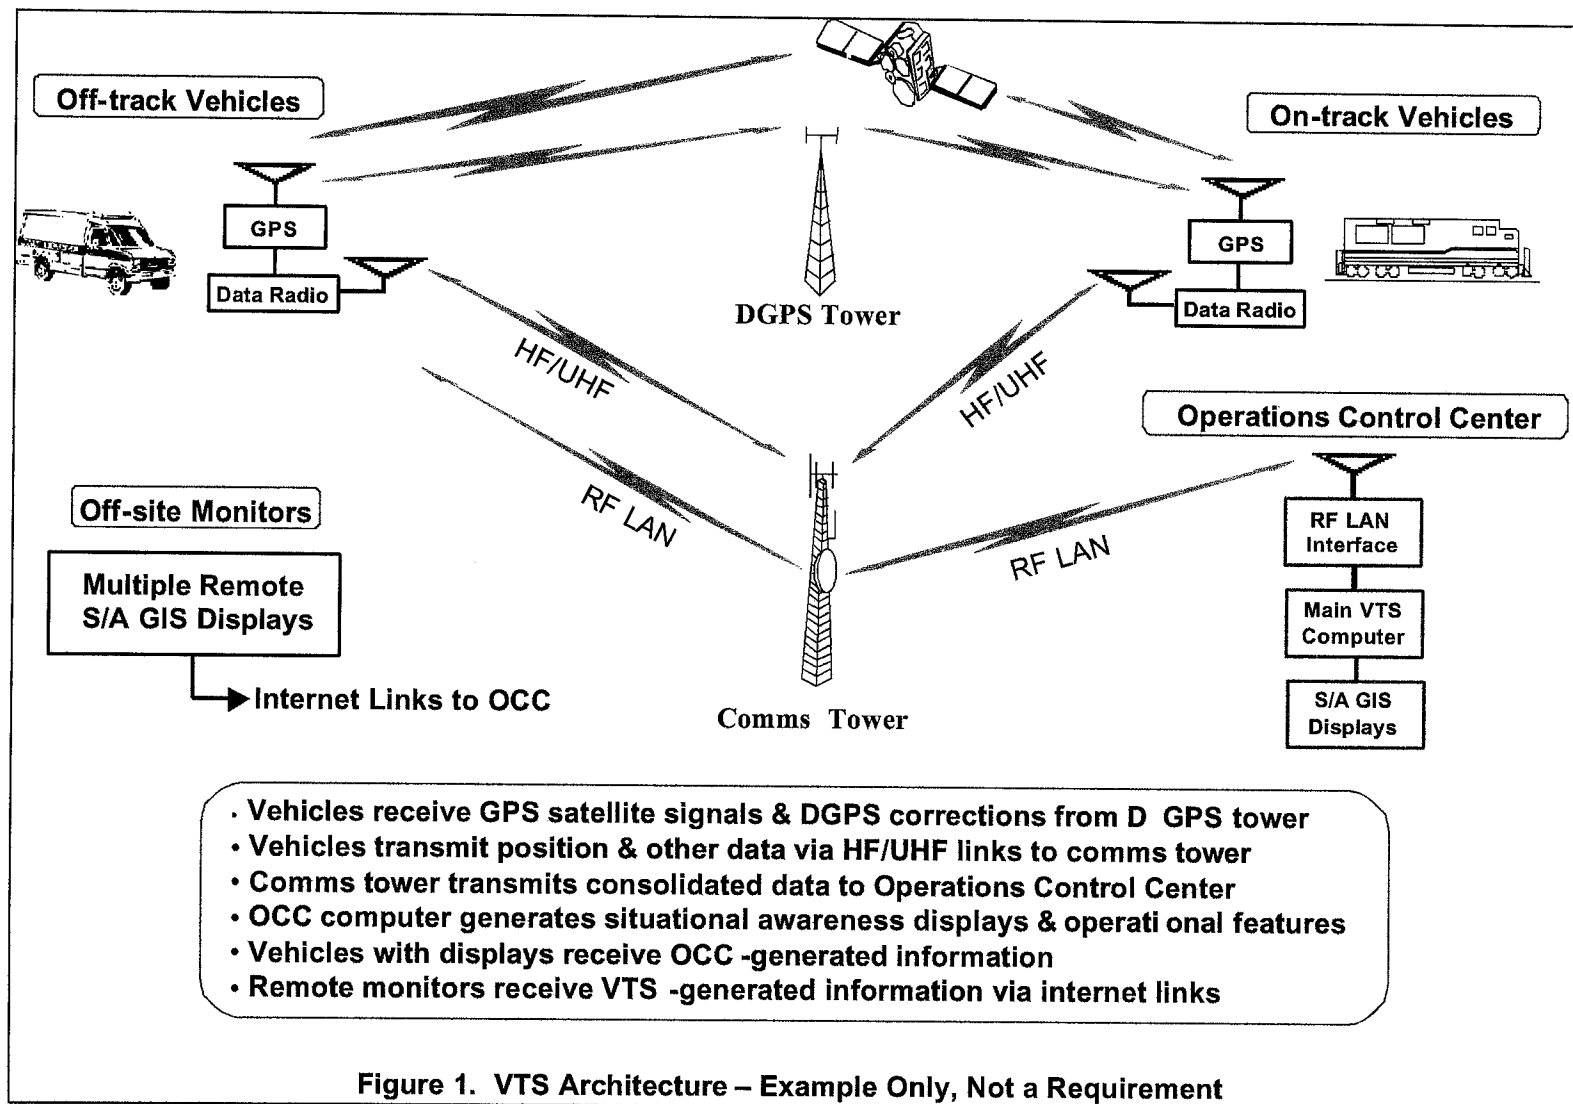 Off-track Vehicles
On-track Vehicles
GPS
Data Radio
DGPS Tower
GPS
Data Radio
HF/UHF
HF/UHF
RF LAN
RF LAN
Operations Control Center
RF LAN
Interface
Main VTS
Computer
S/A GIS
Displays
Off-site Monitors
Multiple Remote
S/A GIS Displays
Internet Links to OCC
Comms Tower
. Vehicles receive GPS satellite signals & DGPS corrections from D GPS tower
• Vehicles transmit position & other data via HF/UHF links to comms tower
• Comms tower transmits consolidated data to Operations Control Center
• OCC computer generates situational awareness displays & operati onal features
• Vehicles with displays receive OCC -generated information
• Remote monitors receive VTS -generated information via internet links
Figure 1. VTS Architecture – Example Only, Not a Requirement